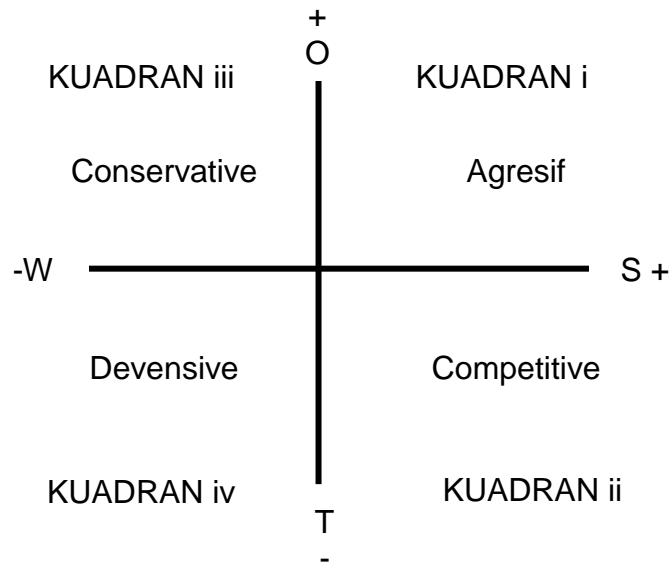 +
O
KUADRAN iii
KUADRAN i
Conservative
Agresif
-W
S +
Devensive
Competitive
KUADRAN iv
KUADRAN ii
T
-